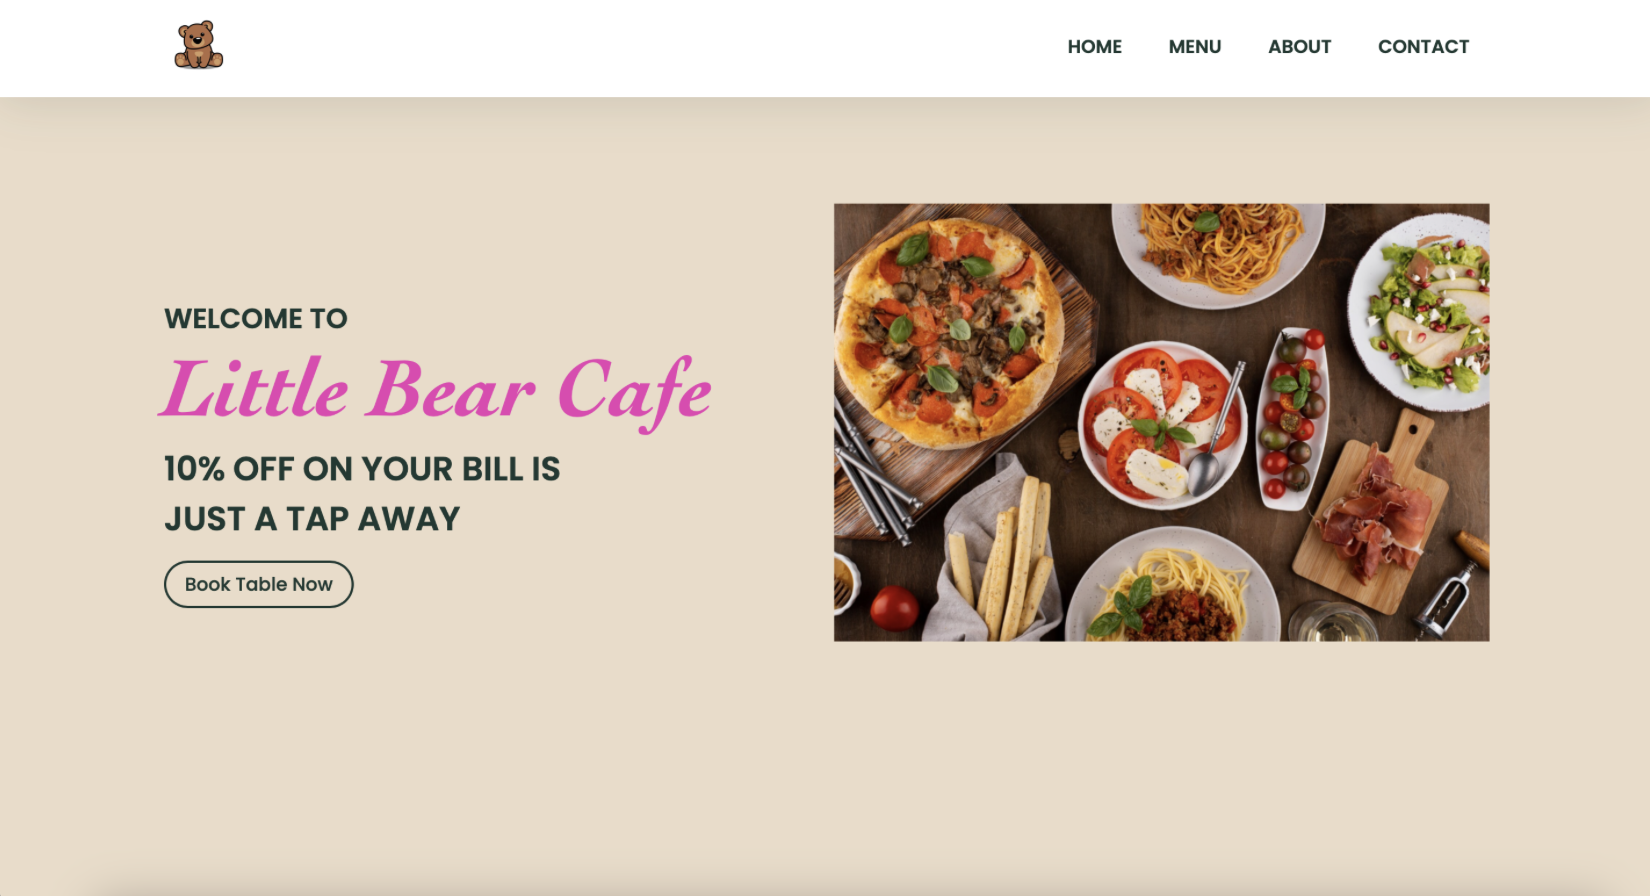 HOME MENU ABOUT CONTACT
WELCOME TO
Little Bear Cafe
10% OFF ON YOUR BILL IS
JUST A TAP AWAY
Book Table Now